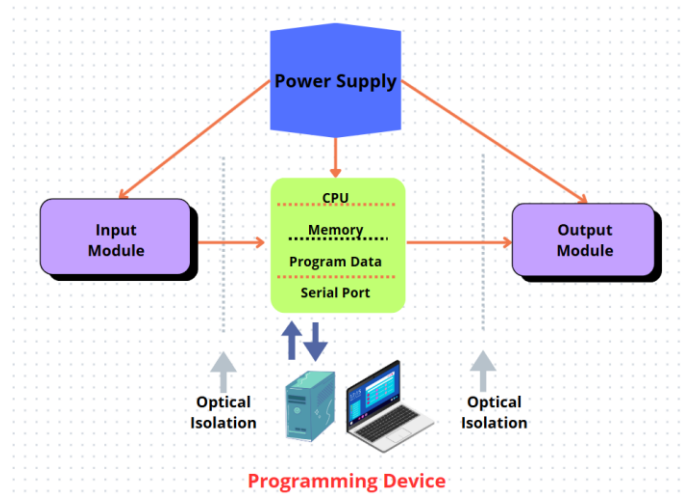 Power Supply
CPU
Memory
Program Data
Serial Port
Input
Module
Output
Module
Optical
Isolation
Optical
Isolation
Programming Device